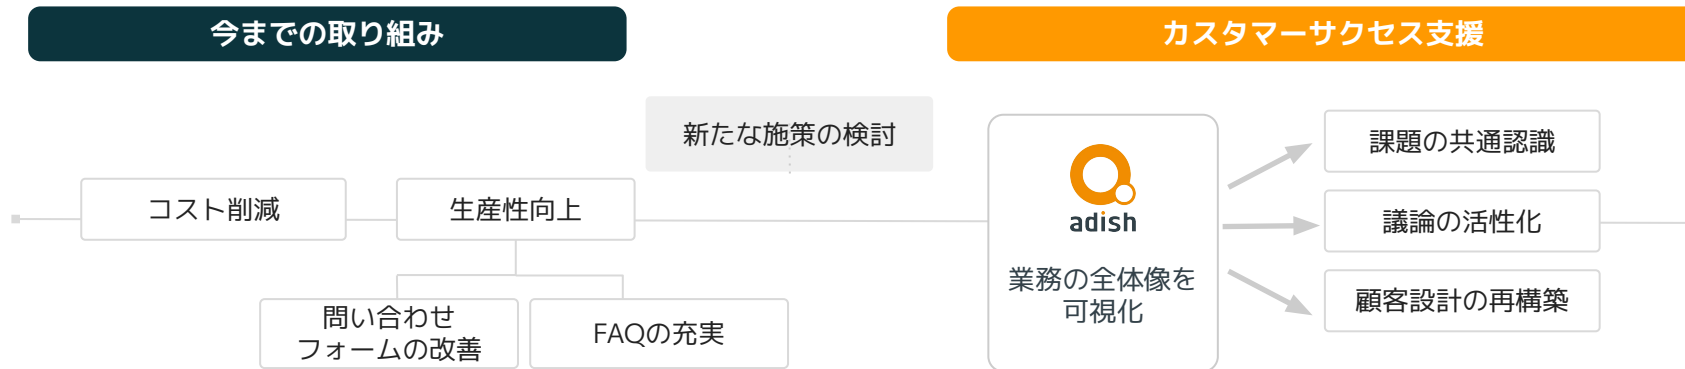 今までの取り組み
カスタマーサクセス支援
新たな施策の検討
コスト削減
生産性向上
問い合わせ
フォームの改善
FAQの充実
adish
業務の全体像を
可視化
課題の共通認識
議論の活性化
顧客設計の再構築